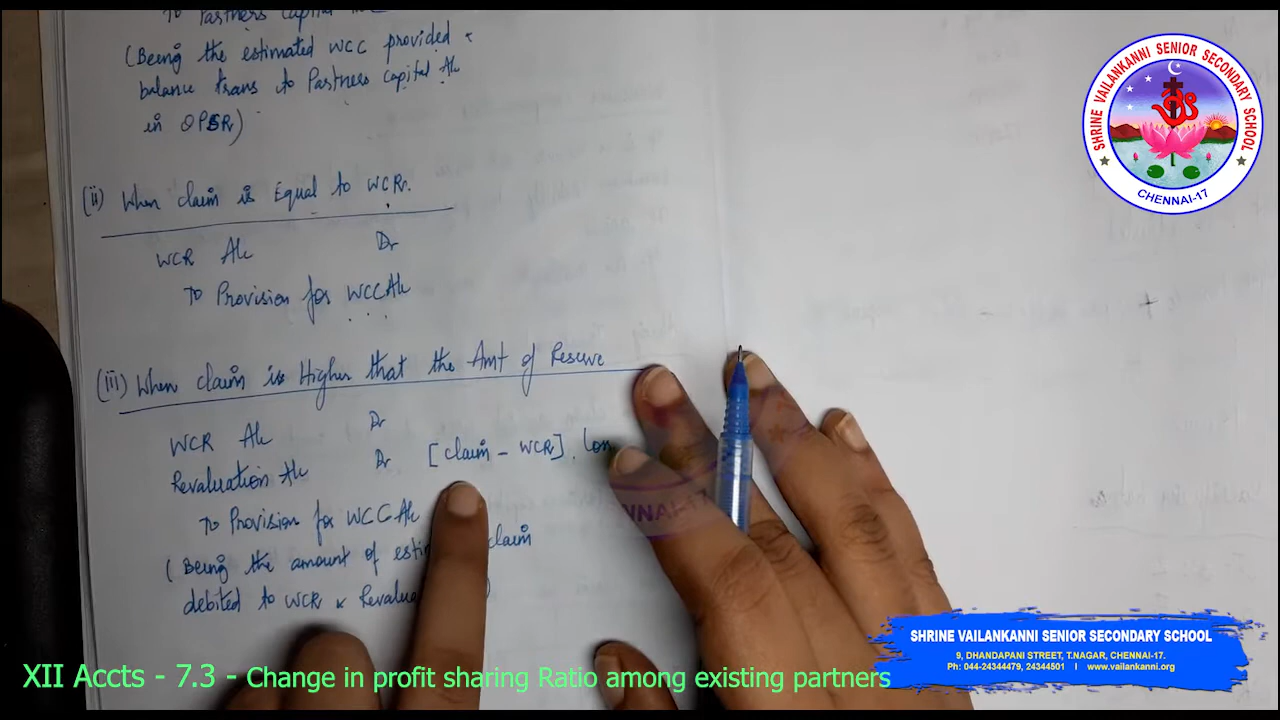 To Partners Capital
(Being the estimated WCC provided &
balance trans to Partners capital A/c
in OPSR)
(ii) When claim is Equal to WCR.
WCR A/c Dr
To Provision for WCC A/c
(iii) When claim is Higher that the Amt of Reserve
WCR A/c Dr
Revaluation A/c Dr [claim - WCR]
To Provision for WCC A/c
(Being the amount of claim
debited to WCR &
SHRINE VAILANKANNI SENIOR SECONDARY SCHOOL
CHENNAI-17
SHRINE VAILANKANNI SENIOR SECONDARY SCHOOL
9, DHANDAPANI STREET, T.NAGAR, CHENNAI-17.
Ph: 044-24344479, 24344501 I www.vailankanni.org
XII Accts - 7.3 - Change in profit sharing Ratio among existing partners